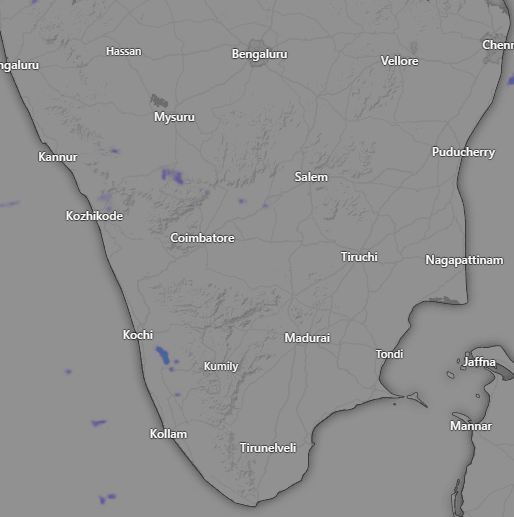 Hassan
Bengaluru
Vellore
Chenn
ngaluru
Mysuru
Kannur
Puducherry
Salem
Kozhikode
Coimbatore
Tiruchi
Nagapattinam
Kochi
Madurai
Tondi
Kumily
Jaffna
Mannar
Kollam
Tirunelveli